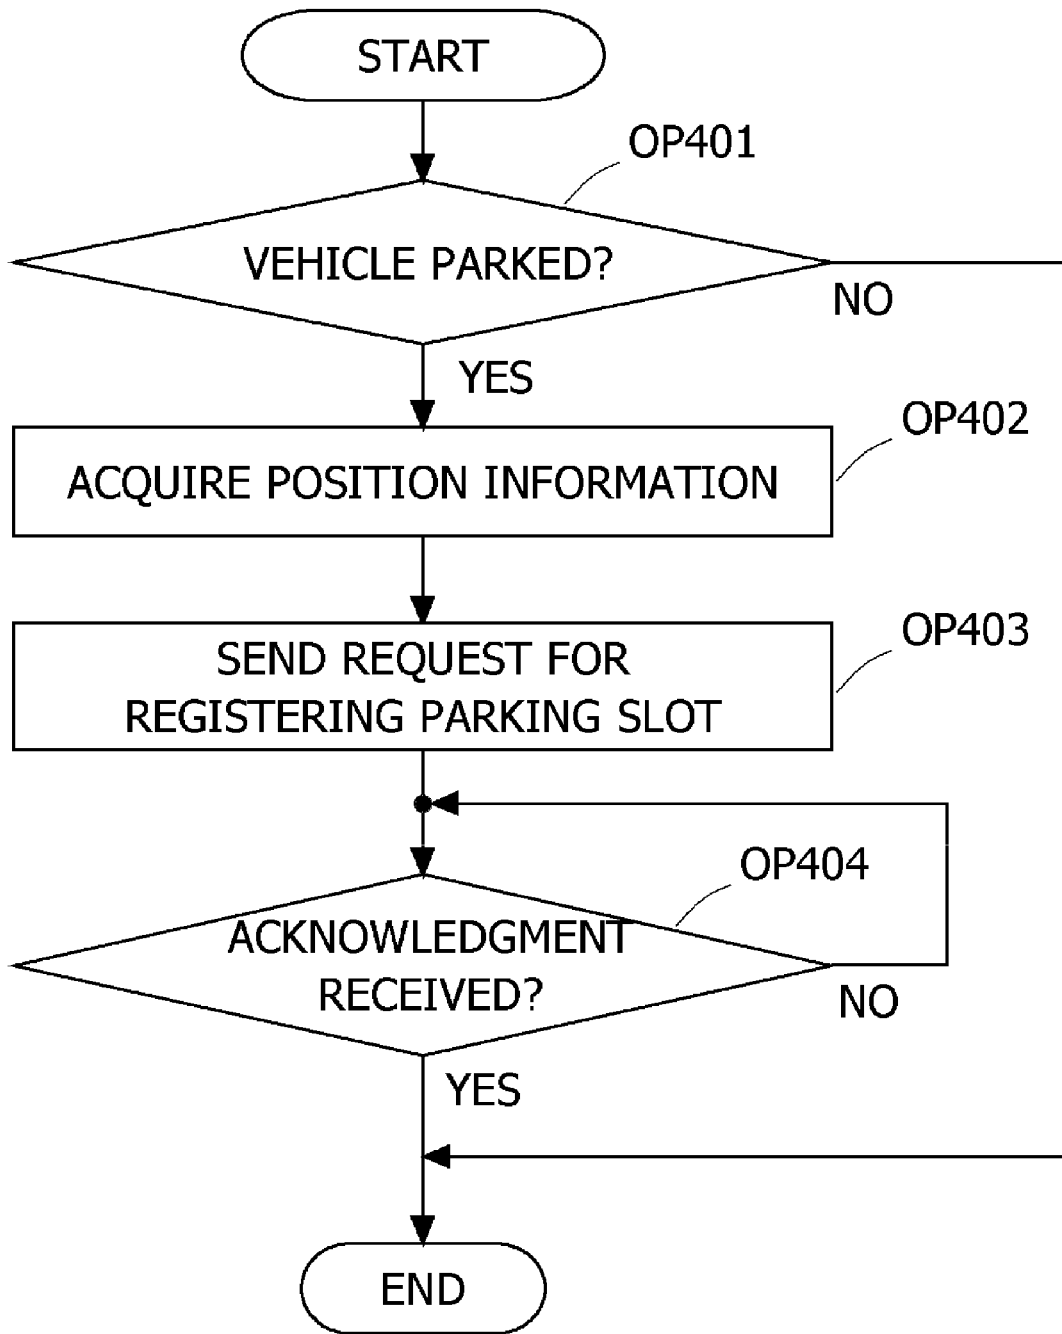 START
OP401
VEHICLE PARKED?
NO
YES
OP402
ACQUIRE POSITION INFORMATION
OP403
SEND REQUEST FOR
REGISTERING PARKING SLOT
OP404
ACKNOWLEDGMENT
RECEIVED?
NO
YES
END